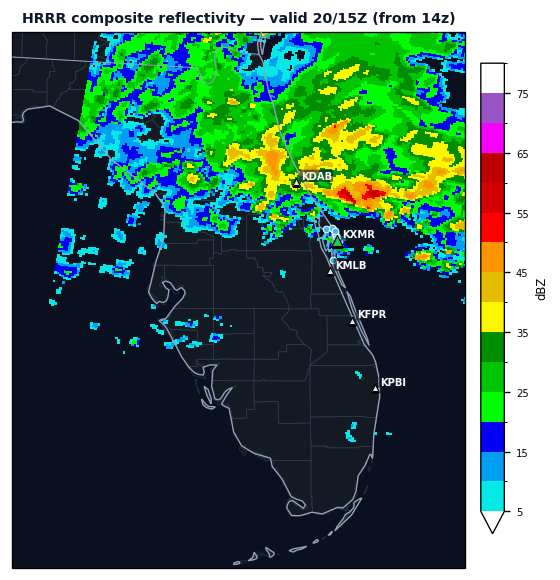 HRRR composite reflectivity — valid 20/15Z (from 14z)
KDAB
KXMR
KMLB
KFPR
KPBI
75
65
55
45
35
25
15
5
dBZ